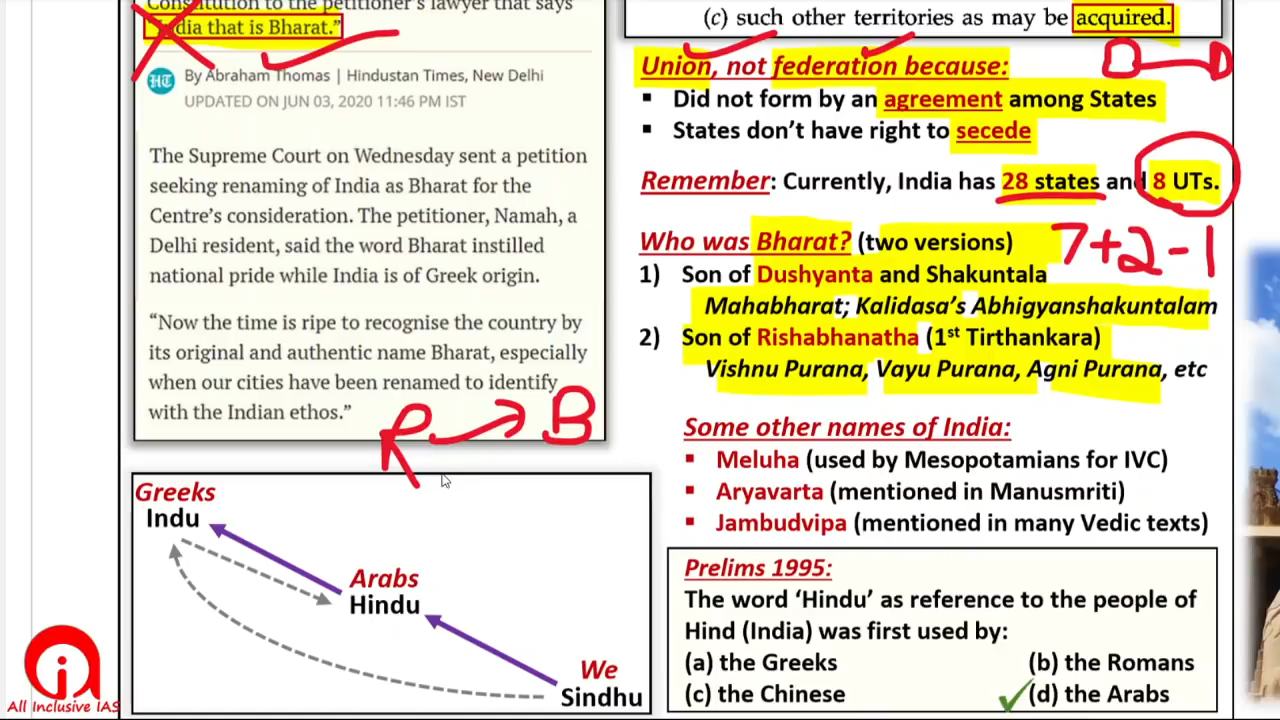 Constitution to the petitioner's lawyer that says
India that is Bharat."
By Abraham Thomas | Hindustan Times, New Delhi
UPDATED ON JUN 03, 2020 11:46 PM IST
The Supreme Court on Wednesday sent a petition
seeking renaming of India as Bharat for the
Centre's consideration. The petitioner, Namah, a
Delhi resident, said the word Bharat instilled
national pride while India is of Greek origin.
"Now the time is ripe to recognise the country by
its original and authentic name Bharat, especially
when our cities have been renamed to identify
with the Indian ethos."
R → B
Greeks
Indu
Arabs
Hindu
We
Sindhu
All Inclusive IAS
(c) such other territories as may be acquired.
Union, not federation because:
▪ Did not form by an agreement among States
▪ States don't have right to secede
Remember: Currently, India has 28 states and 8 UTs.
7+2-1
Who was Bharat? (two versions)
1) Son of Dushyanta and Shakuntala
Mahabharat; Kalidasa's Abhigyanshakuntalam
2) Son of Rishabhanatha (1st Tirthankara)
Vishnu Purana, Vayu Purana, Agni Purana, etc
Some other names of India:
▪ Meluha (used by Mesopotamians for IVC)
▪ Aryavarta (mentioned in Manusmriti)
▪ Jambudvipa (mentioned in many Vedic texts)
Prelims 1995:
The word 'Hindu' as reference to the people of
Hind (India) was first used by:
(a) the Greeks (b) the Romans
(c) the Chinese (d) the Arabs